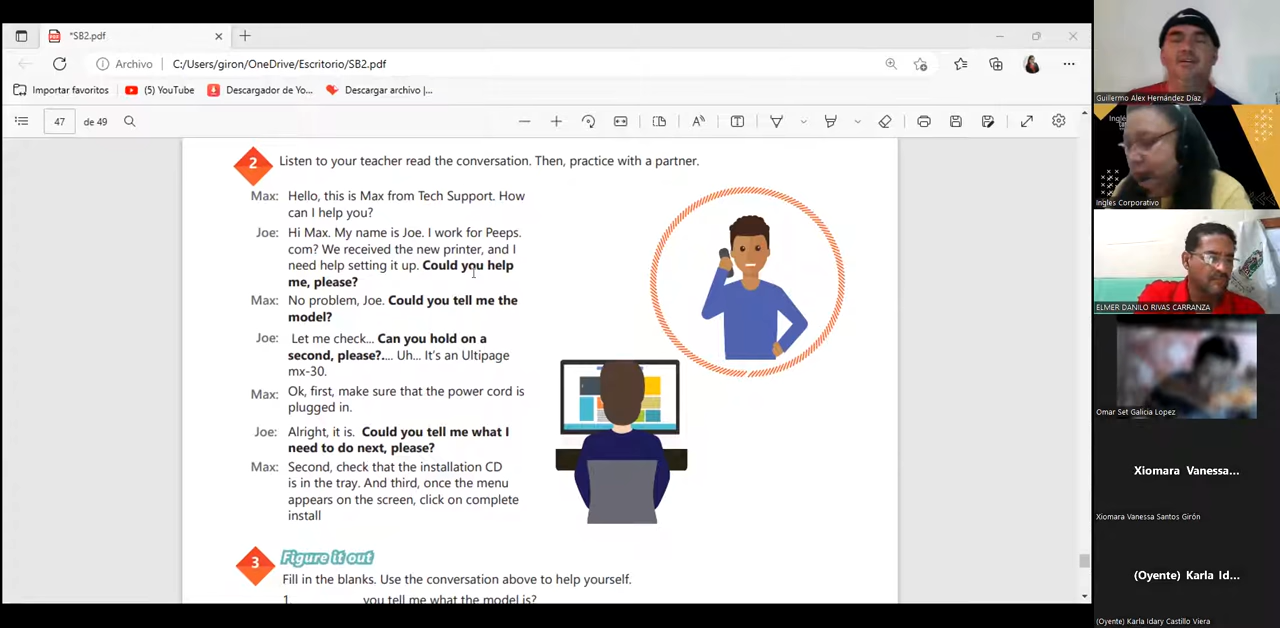 *SB2.pdf
Archivo
C:/Users/giron/OneDrive/Escritorio/SB2.pdf
Importar favoritos
(5) YouTube
Descargador de Yo...
Descargar archivo |...
47
de 49
2
Listen to your teacher read the conversation. Then, practice with a partner.
Max: Hello, this is Max from Tech Support. How
can I help you?
Joe: Hi Max. My name is Joe. I work for Peeps.
com? We received the new printer, and I
need help setting it up. Could you help
me, please?
Max: No problem, Joe. Could you tell me the
model?
Joe: Let me check... Can you hold on a
second, please?.... Uh... It's an Ultipage
mx-30.
Max: Ok, first, make sure that the power cord is
plugged in.
Joe: Alright, it is. Could you tell me what I
need to do next, please?
Max: Second, check that the installation CD
is in the tray. And third, once the menu
appears on the screen, click on complete
install
3
Figure it out
Fill in the blanks. Use the conversation above to help yourself.
1. ________ you tell me what the model is?
Guillermo Alex Hernández Díaz
Ingles Corporativo
ELMER DANILO RIVAS CARRANZA
Omar Set Galicia Lopez
Xiomara Vanessa...
Xiomara Vanessa Santos Girón
(Oyente) Karla Id...
(Oyente) Karla Idary Castillo Viera